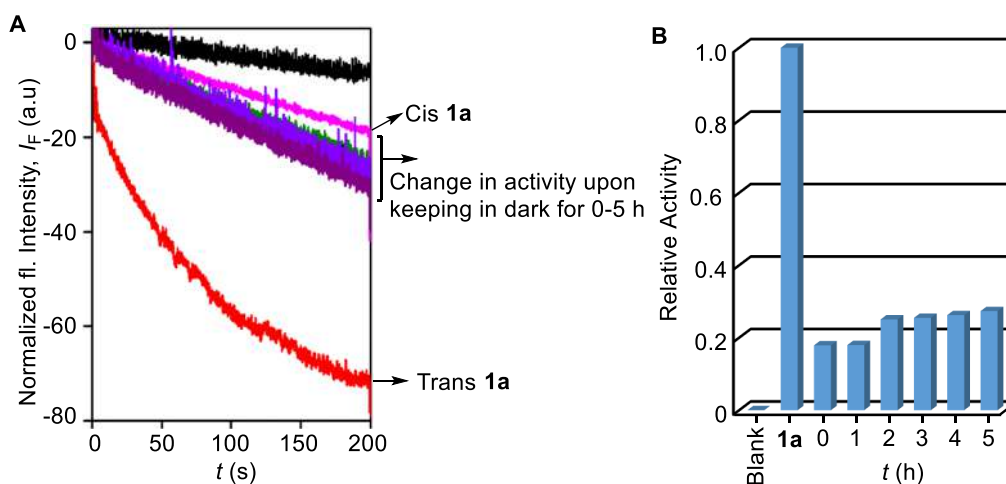 A
Normalized fl. Intensity, I_F (a.u)
0
-20
-40
-60
-80
0 50 100 150 200
t (s)
Cis 1a
Change in activity upon
keeping in dark for 0-5 h
Trans 1a
B
Relative Activity
1.0
0.8
0.6
0.4
0.2
0
Blank 1a 0 1 2 3 4 5
t (h)